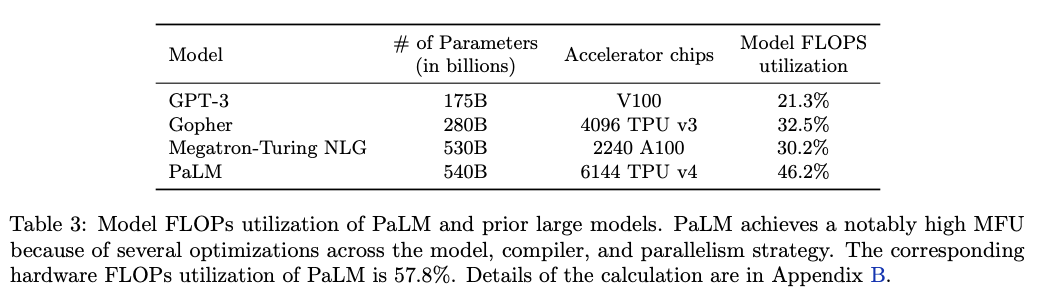 Model # of Parameters (in billions) Accelerator chips Model FLOPS utilization
GPT-3 175B V100 21.3%
Gopher 280B 4096 TPU v3 32.5%
Megatron-Turing NLG 530B 2240 A100 30.2%
PaLM 540B 6144 TPU v4 46.2%
Table 3: Model FLOPs utilization of PaLM and prior large models. PaLM achieves a notably high MFU
because of several optimizations across the model, compiler, and parallelism strategy. The corresponding
hardware FLOPs utilization of PaLM is 57.8%. Details of the calculation are in Appendix B.